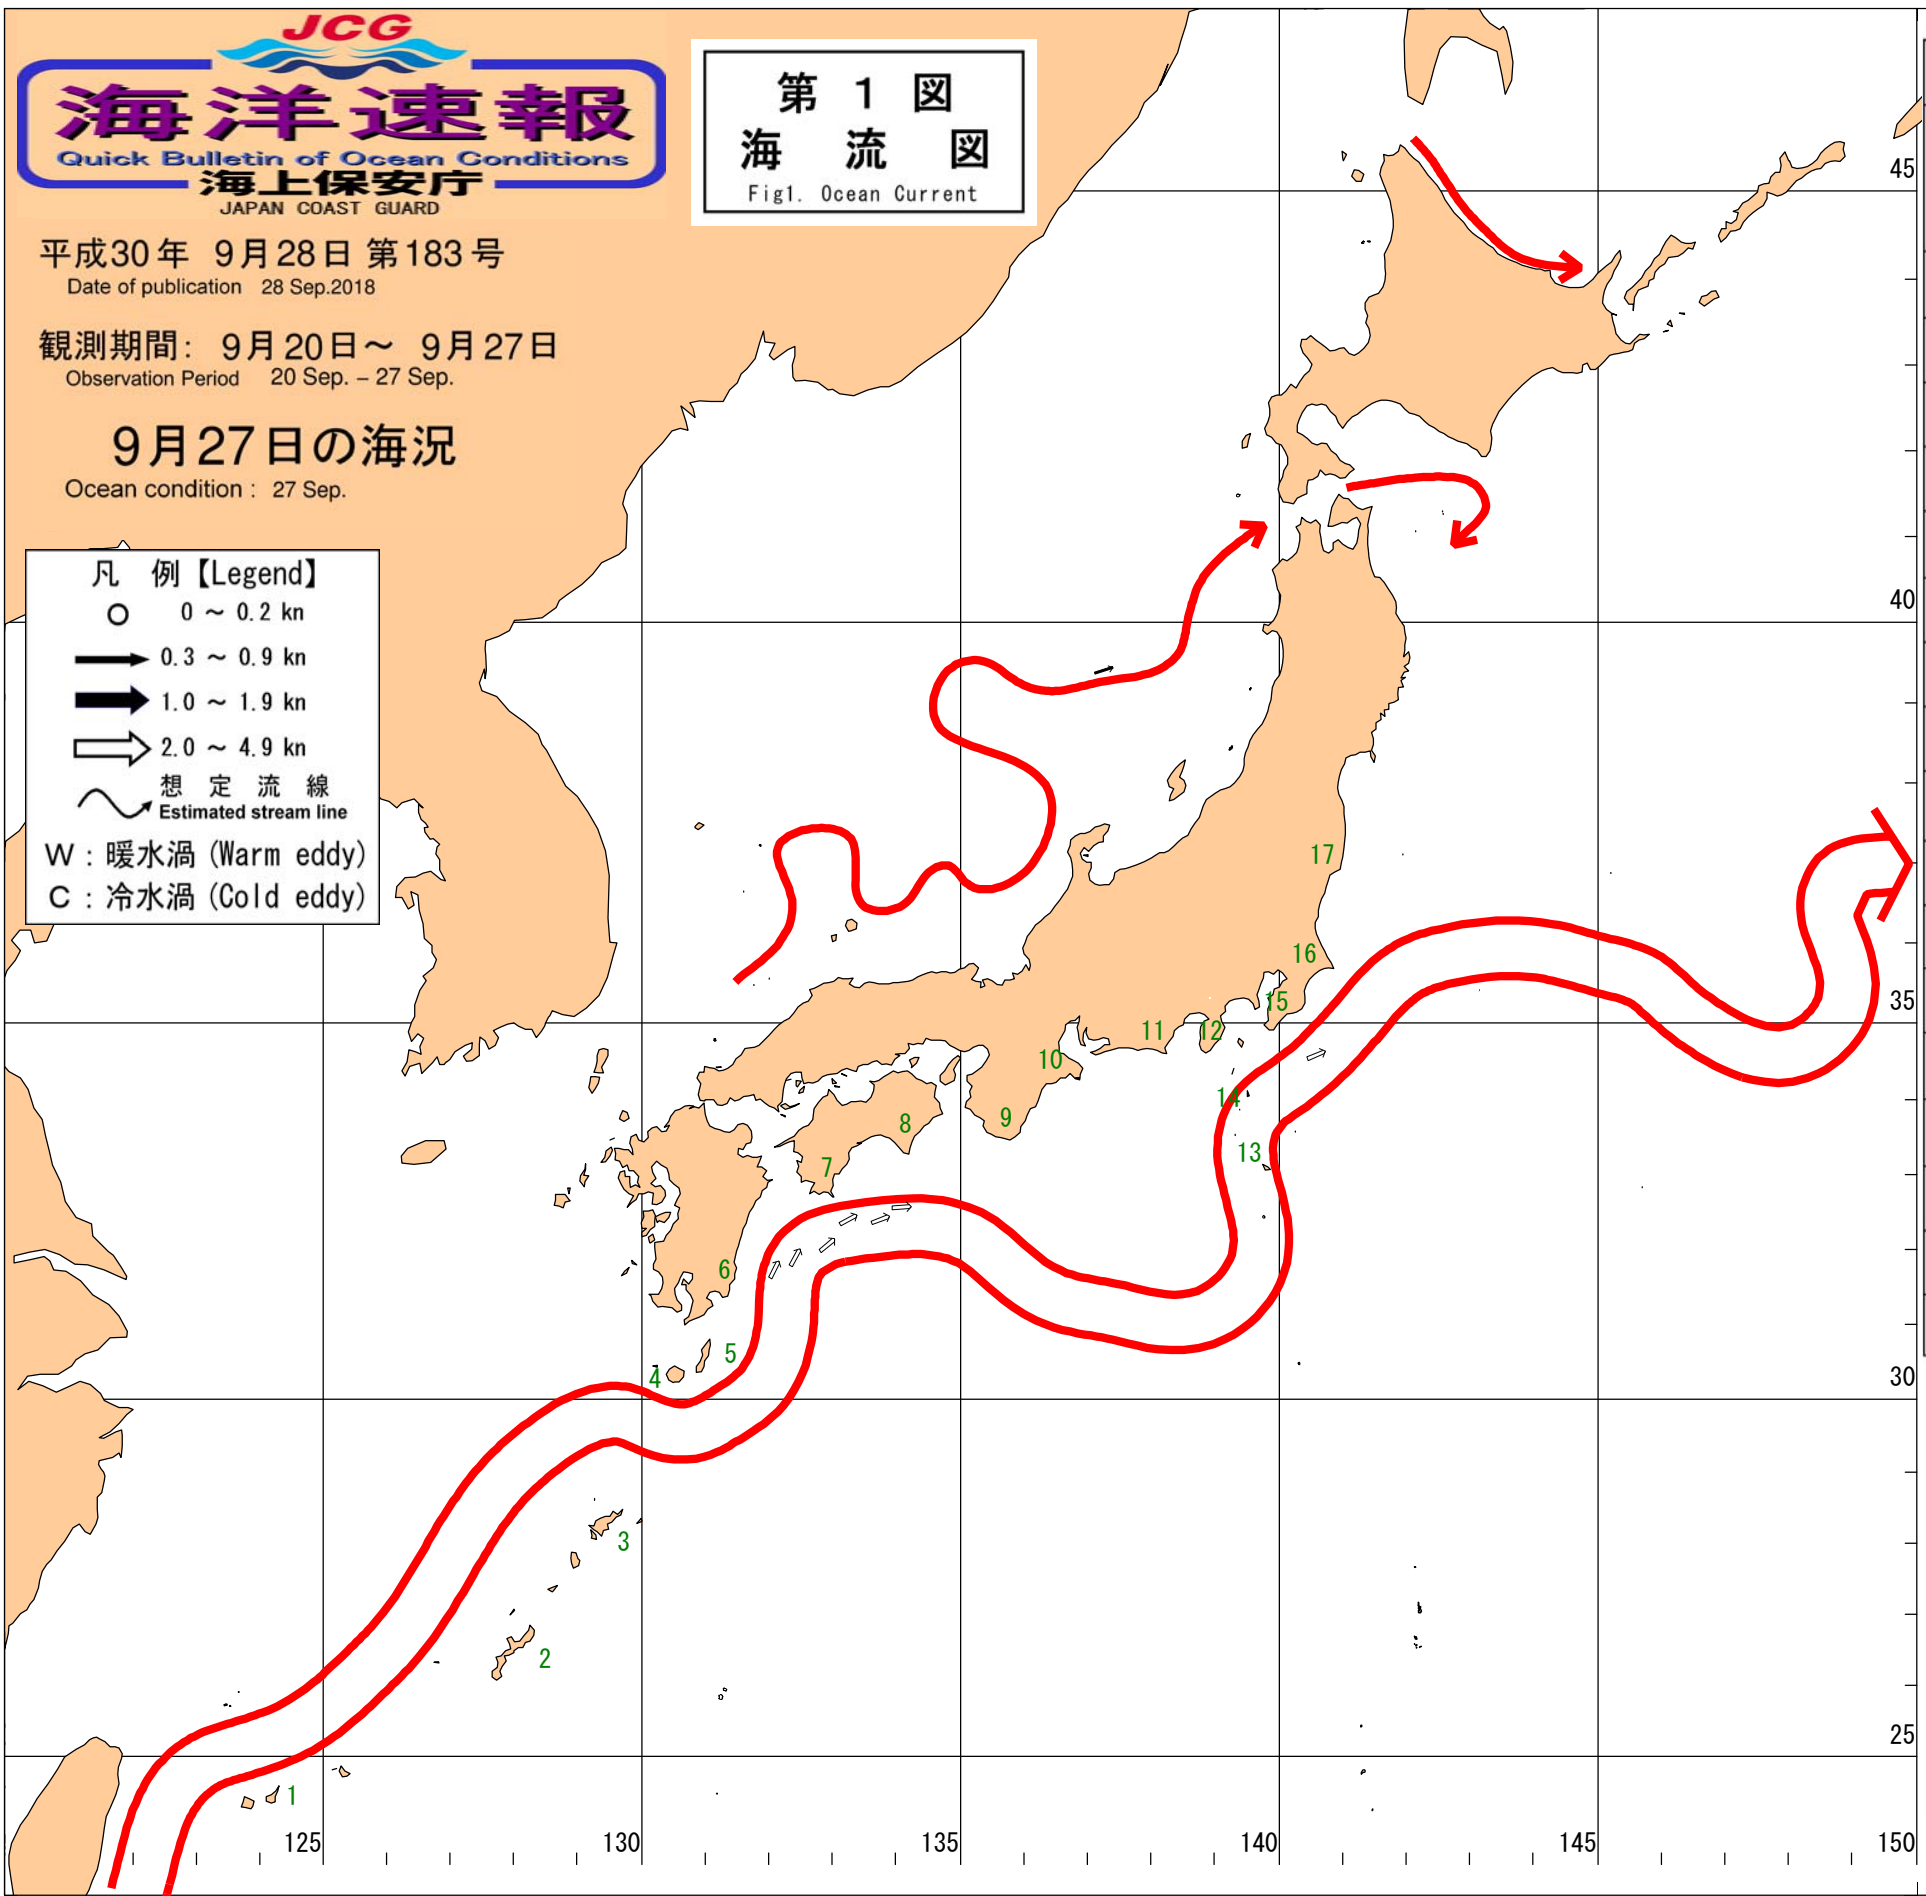 JCG
海洋速報
Quick Bulletin of Ocean Conditions
海上保安庁
JAPAN COAST GUARD
平成30年 9月28日 第183号
Date of publication 28 Sep.2018
観測期間: 9月20日～ 9月27日
Observation Period 20 Sep. – 27 Sep.
9月27日の海況
Ocean condition : 27 Sep.
第 1 図
海 流 図
Fig1. Ocean Current
凡 例【Legend】
0 ～ 0.2 kn
0.3 ～ 0.9 kn
1.0 ～ 1.9 kn
2.0 ～ 4.9 kn
想 定 流 線
Estimated stream line
W : 暖水渦 (Warm eddy)
C : 冷水渦 (Cold eddy)
45
40
35
30
25
17
16
15
11
12
10
14
9
8
13
7
6
5
4
3
2
1
125
130
135
140
145
150